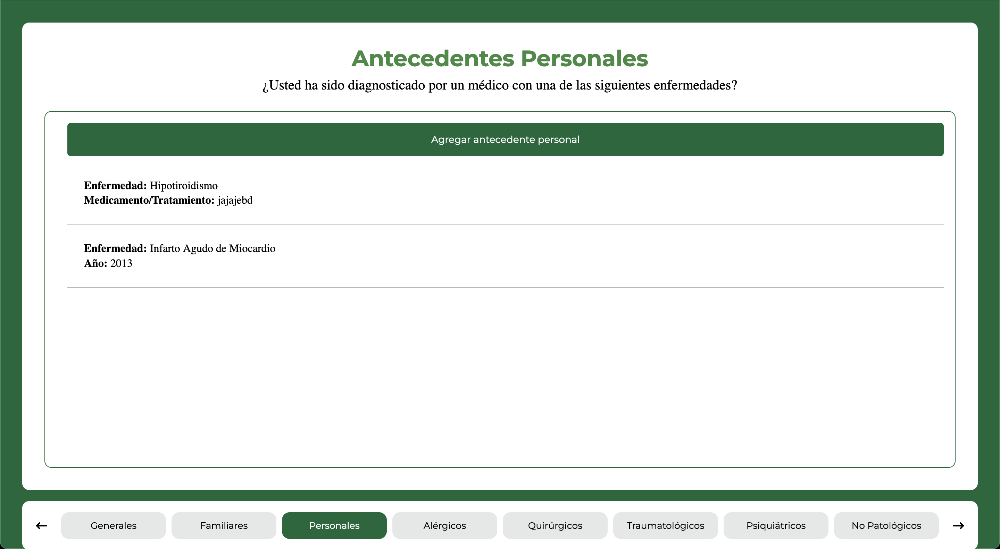 Antecedentes Personales
¿Usted ha sido diagnosticado por un médico con una de las siguientes enfermedades?
Agregar antecedente personal
Enfermedad: Hipotiroidismo
Medicamento/Tratamiento: jajajebd
Enfermedad: Infarto Agudo de Miocardio
Año: 2013
Generales
Familiares
Personales
Alérgicos
Quirúrgicos
Traumatológicos
Psiquiátricos
No Patológicos